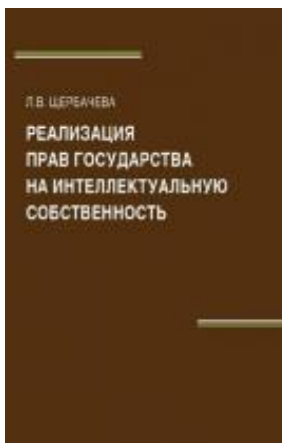 Л.В. ЩЕРБАЧЕВА
РЕАЛИЗАЦИЯ
ПРАВ ГОСУДАРСТВА
НА ИНТЕЛЛЕКТУАЛЬНУЮ
СОБСТВЕННОСТЬ